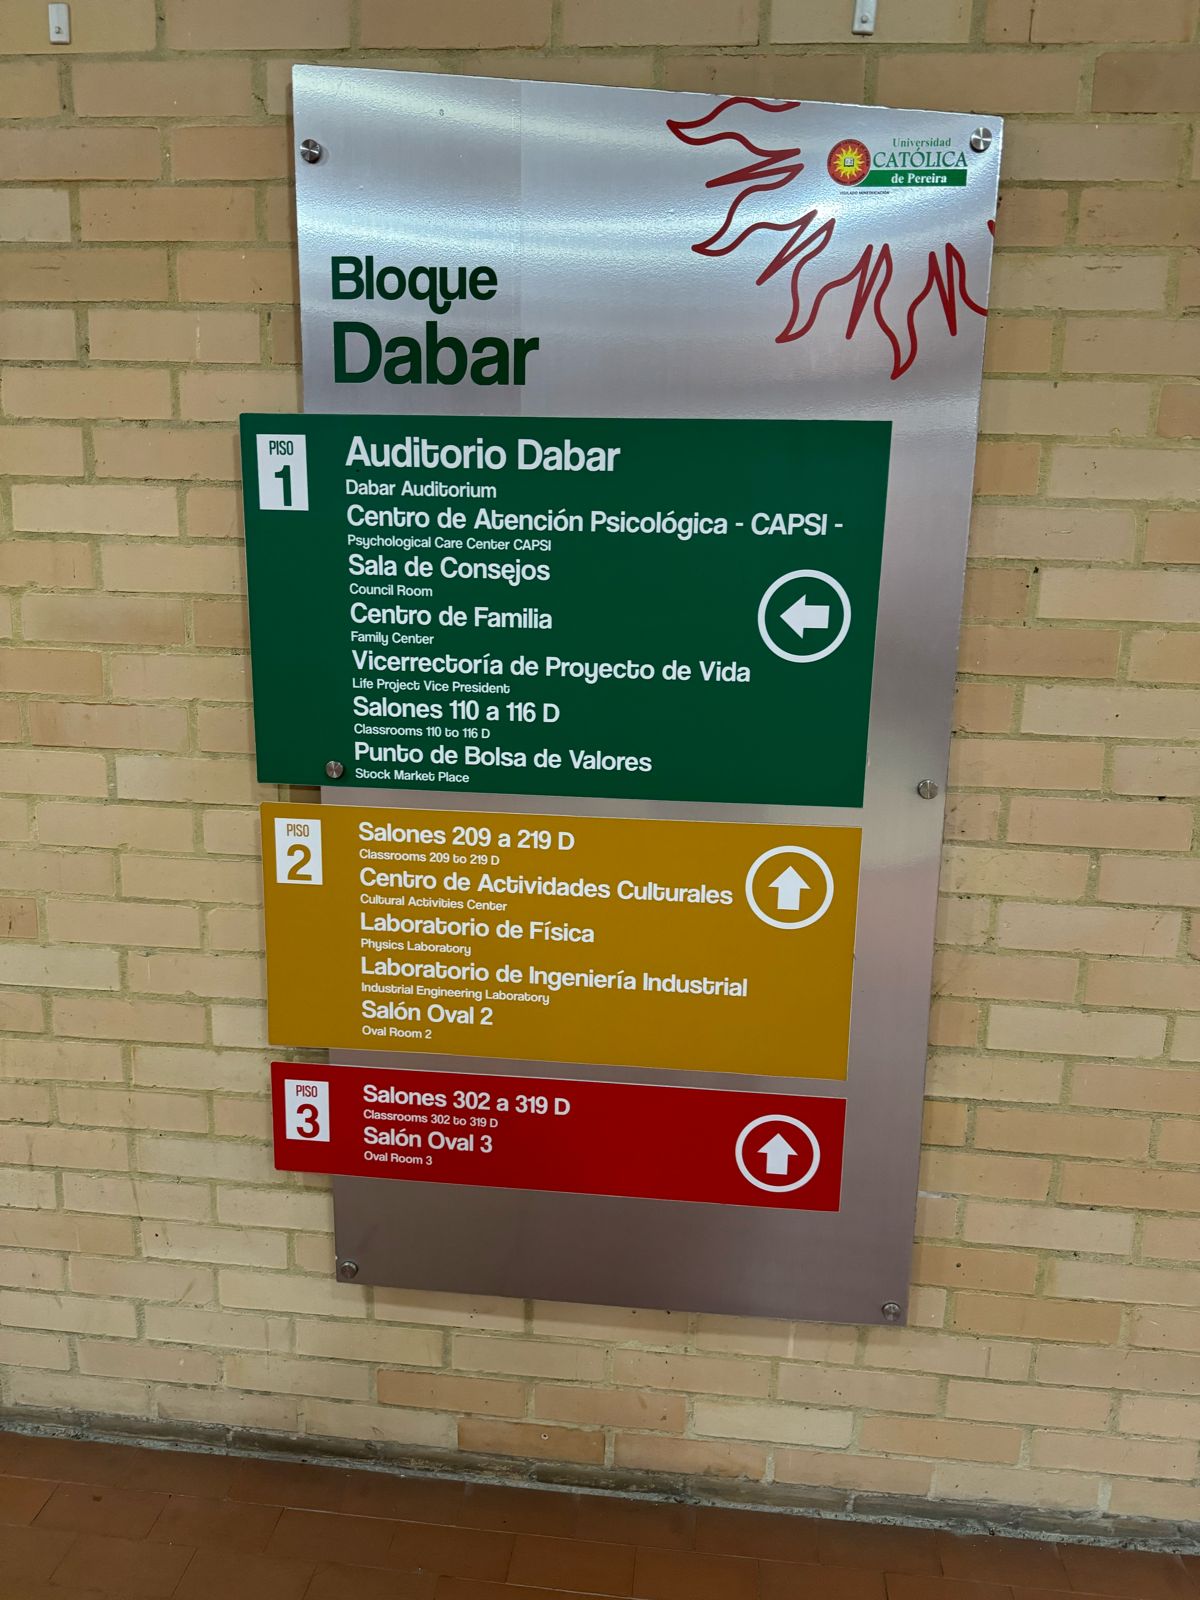 Universidad
CATÓLICA
de Pereira
VIGILADO MINEDUCACIÓN
Bloque
Dabar
PISO
1
Auditorio Dabar
Dabar Auditorium
Centro de Atención Psicológica - CAPSI -
Psychological Care Center CAPSI
Sala de Consejos
Council Room
Centro de Familia
Family Center
Vicerrectoría de Proyecto de Vida
Life Project Vice President
Salones 110 a 116 D
Classrooms 110 to 116 D
Punto de Bolsa de Valores
Stock Market Place
PISO
2
Salones 209 a 219 D
Classrooms 209 to 219 D
Centro de Actividades Culturales
Cultural Activities Center
Laboratorio de Física
Physics Laboratory
Laboratorio de Ingeniería Industrial
Industrial Engineering Laboratory
Salón Oval 2
Oval Room 2
PISO
3
Salones 302 a 319 D
Classrooms 302 to 319 D
Salón Oval 3
Oval Room 3